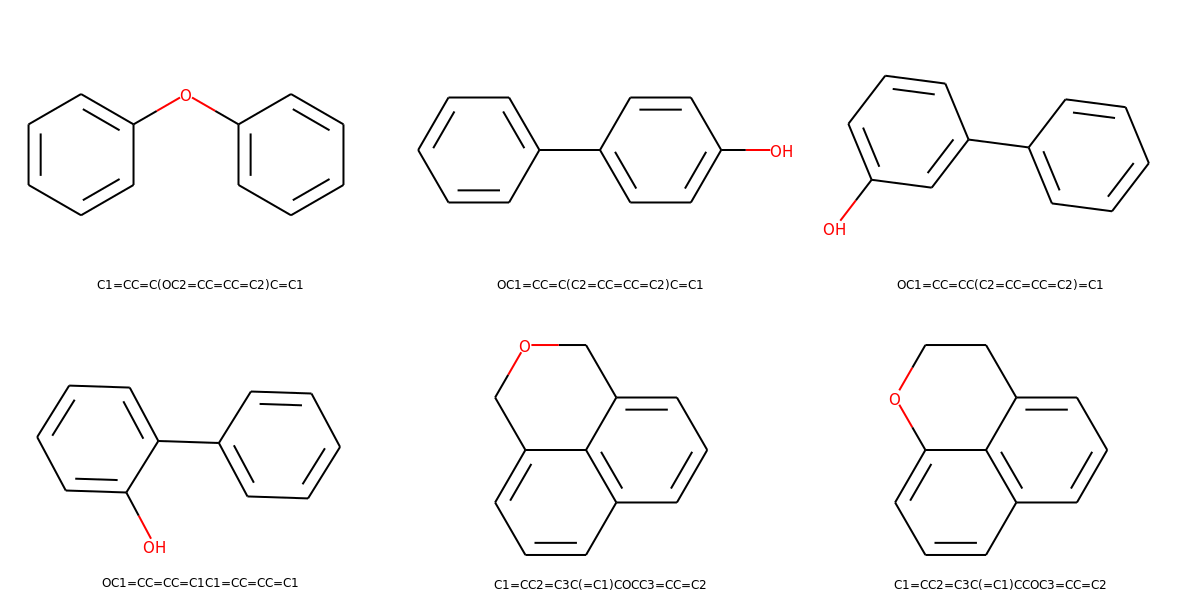 O
OH
OH
C1=CC=C(OC2=CC=CC=C2)C=C1
OC1=CC=C(C2=CC=CC=C2)C=C1
OC1=CC=CC(C2=CC=CC=C2)=C1
O
O
OH
OC1=CC=CC=C1C1=CC=CC=C1
C1=CC2=C3C(=C1)COCC3=CC=C2
C1=CC2=C3C(=C1)CCOC3=CC=C2